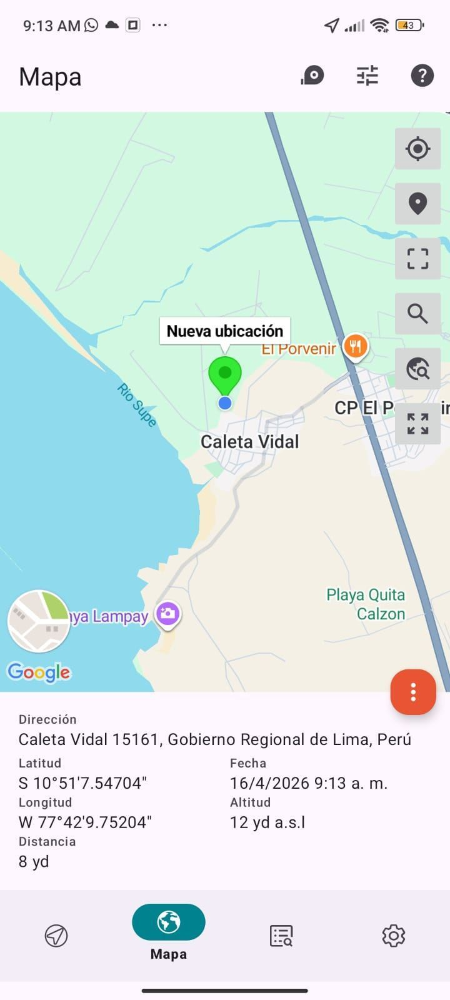 9:13 AM
43
Mapa
Nueva ubicación
El Porvenir
Rio Supe
CP El P
Caleta Vidal
Playa Quita
Calzon
ya Lampay
Google
Dirección
Caleta Vidal 15161, Gobierno Regional de Lima, Perú
Latitud
Fecha
S 10°51'7.54704"
16/4/2026 9:13 a. m.
Longitud
Altitud
W 77°42'9.75204"
12 yd a.s.l
Distancia
8 yd
Mapa